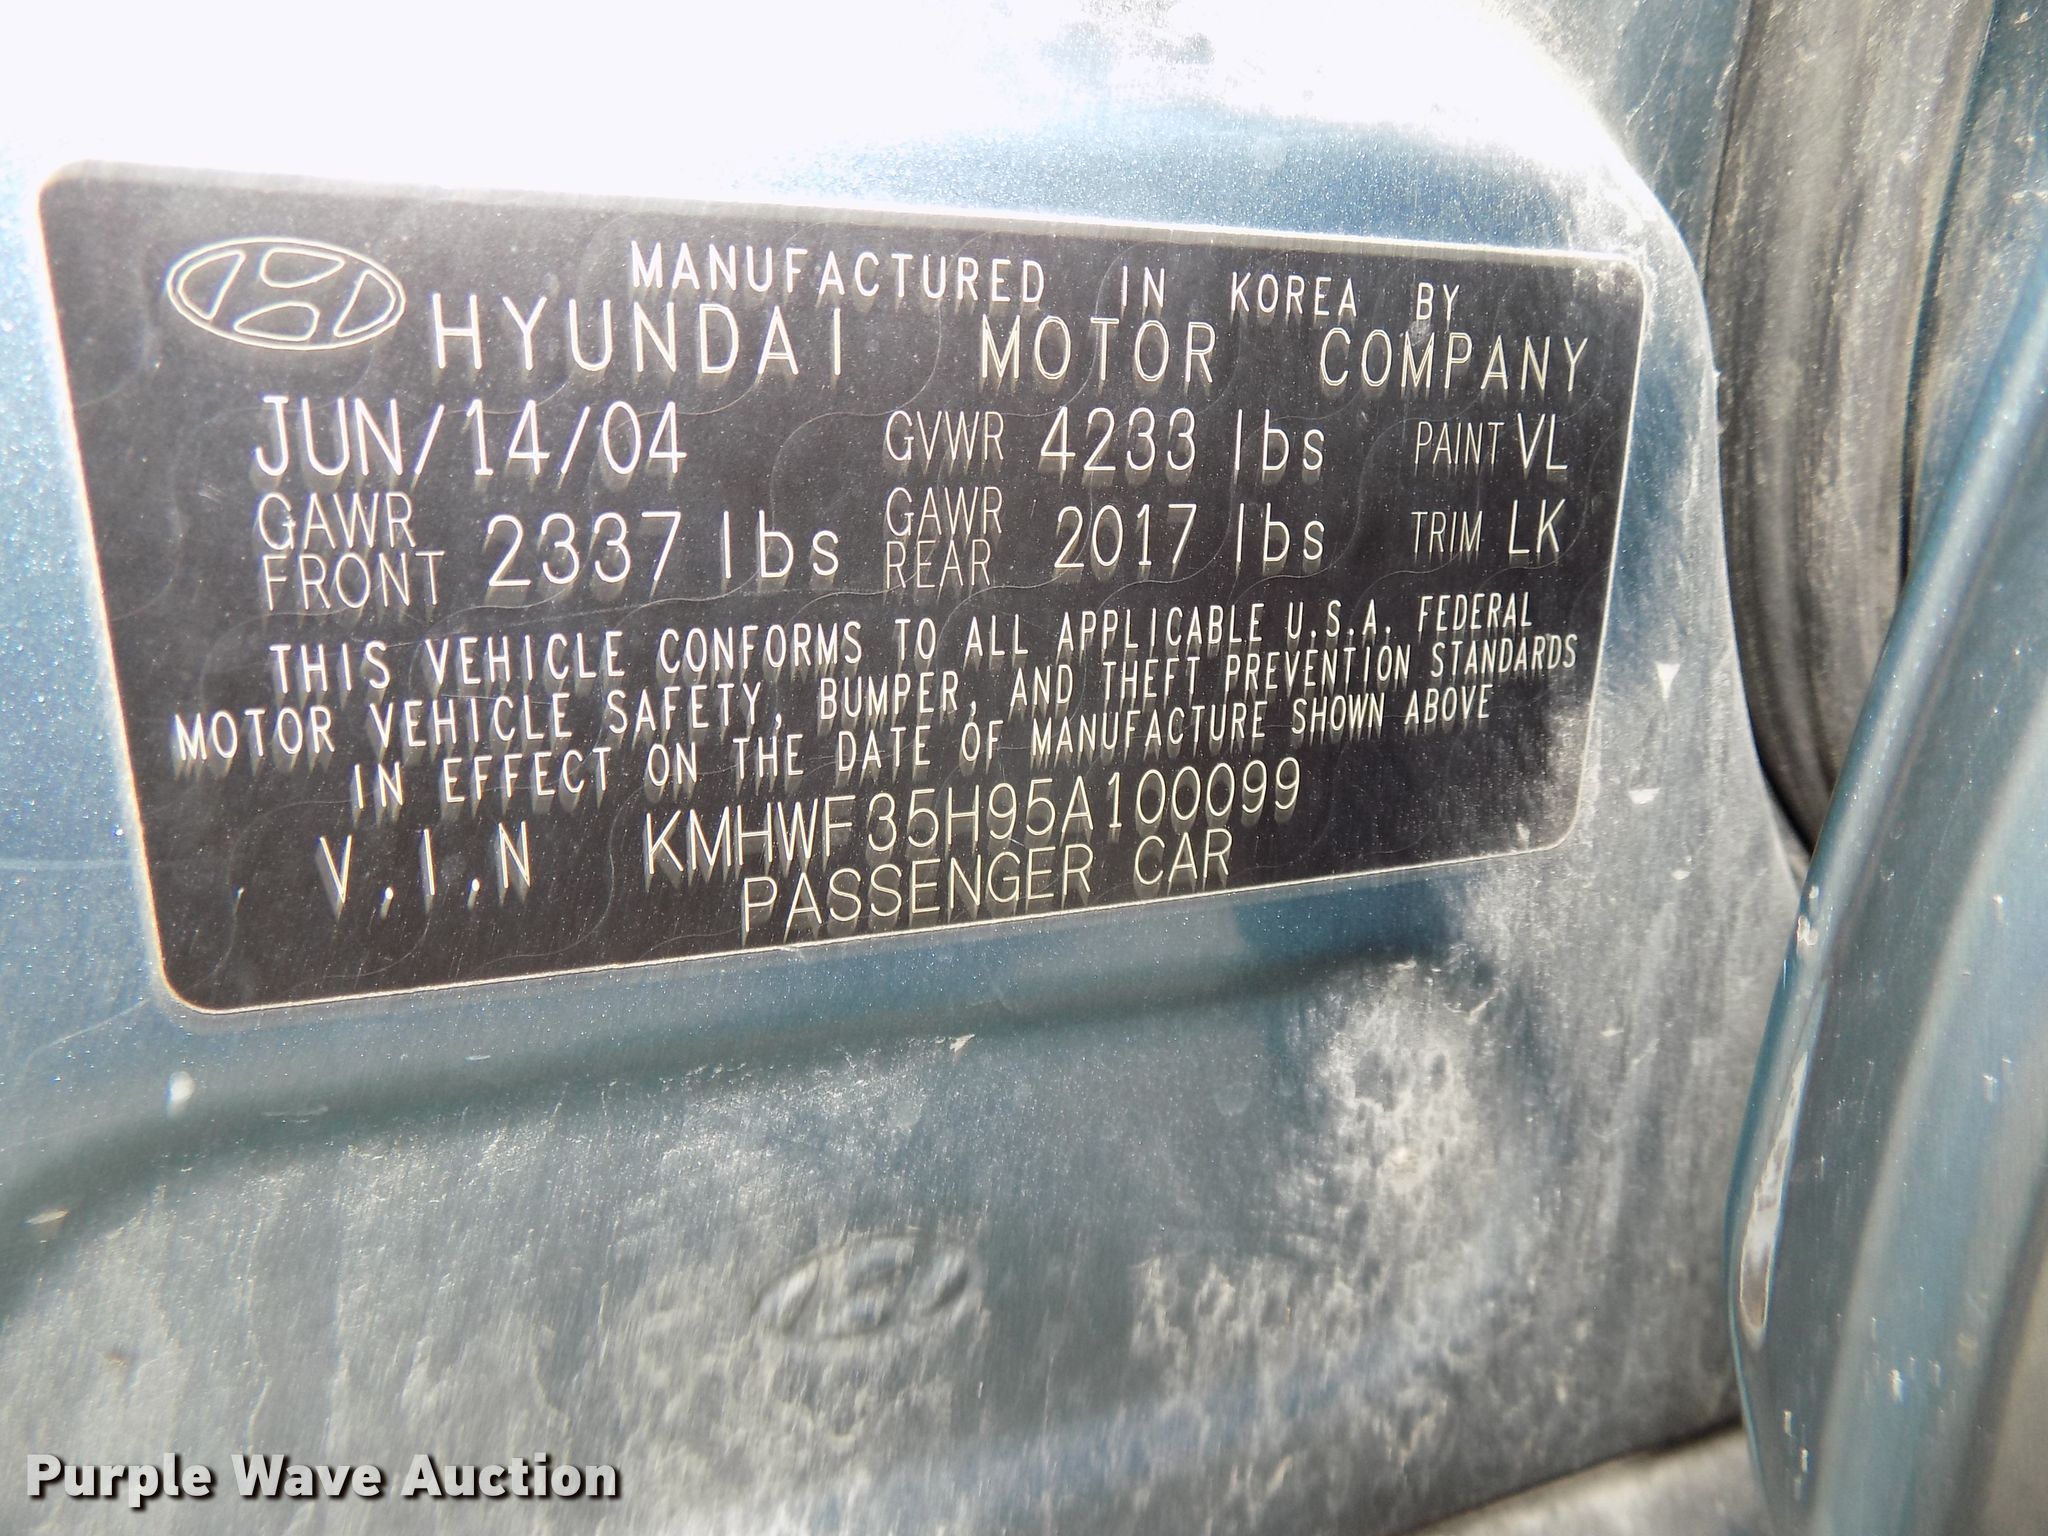 MANUFACTURED IN KOREA BY
HYUNDAI MOTOR COMPANY
JUN/14/04 GVWR 4233 lbs PAINT VL
GAWR FRONT 2337 lbs GAWR REAR 2017 lbs TRIM LK
THIS VEHICLE CONFORMS TO ALL APPLICABLE U.S.A. FEDERAL
MOTOR VEHICLE SAFETY, BUMPER, AND THEFT PREVENTION STANDARDS
IN EFFECT ON THE DATE OF MANUFACTURE SHOWN ABOVE
V.I.N KMHWF35H95A100099
PASSENGER CAR
Purple Wave Auction